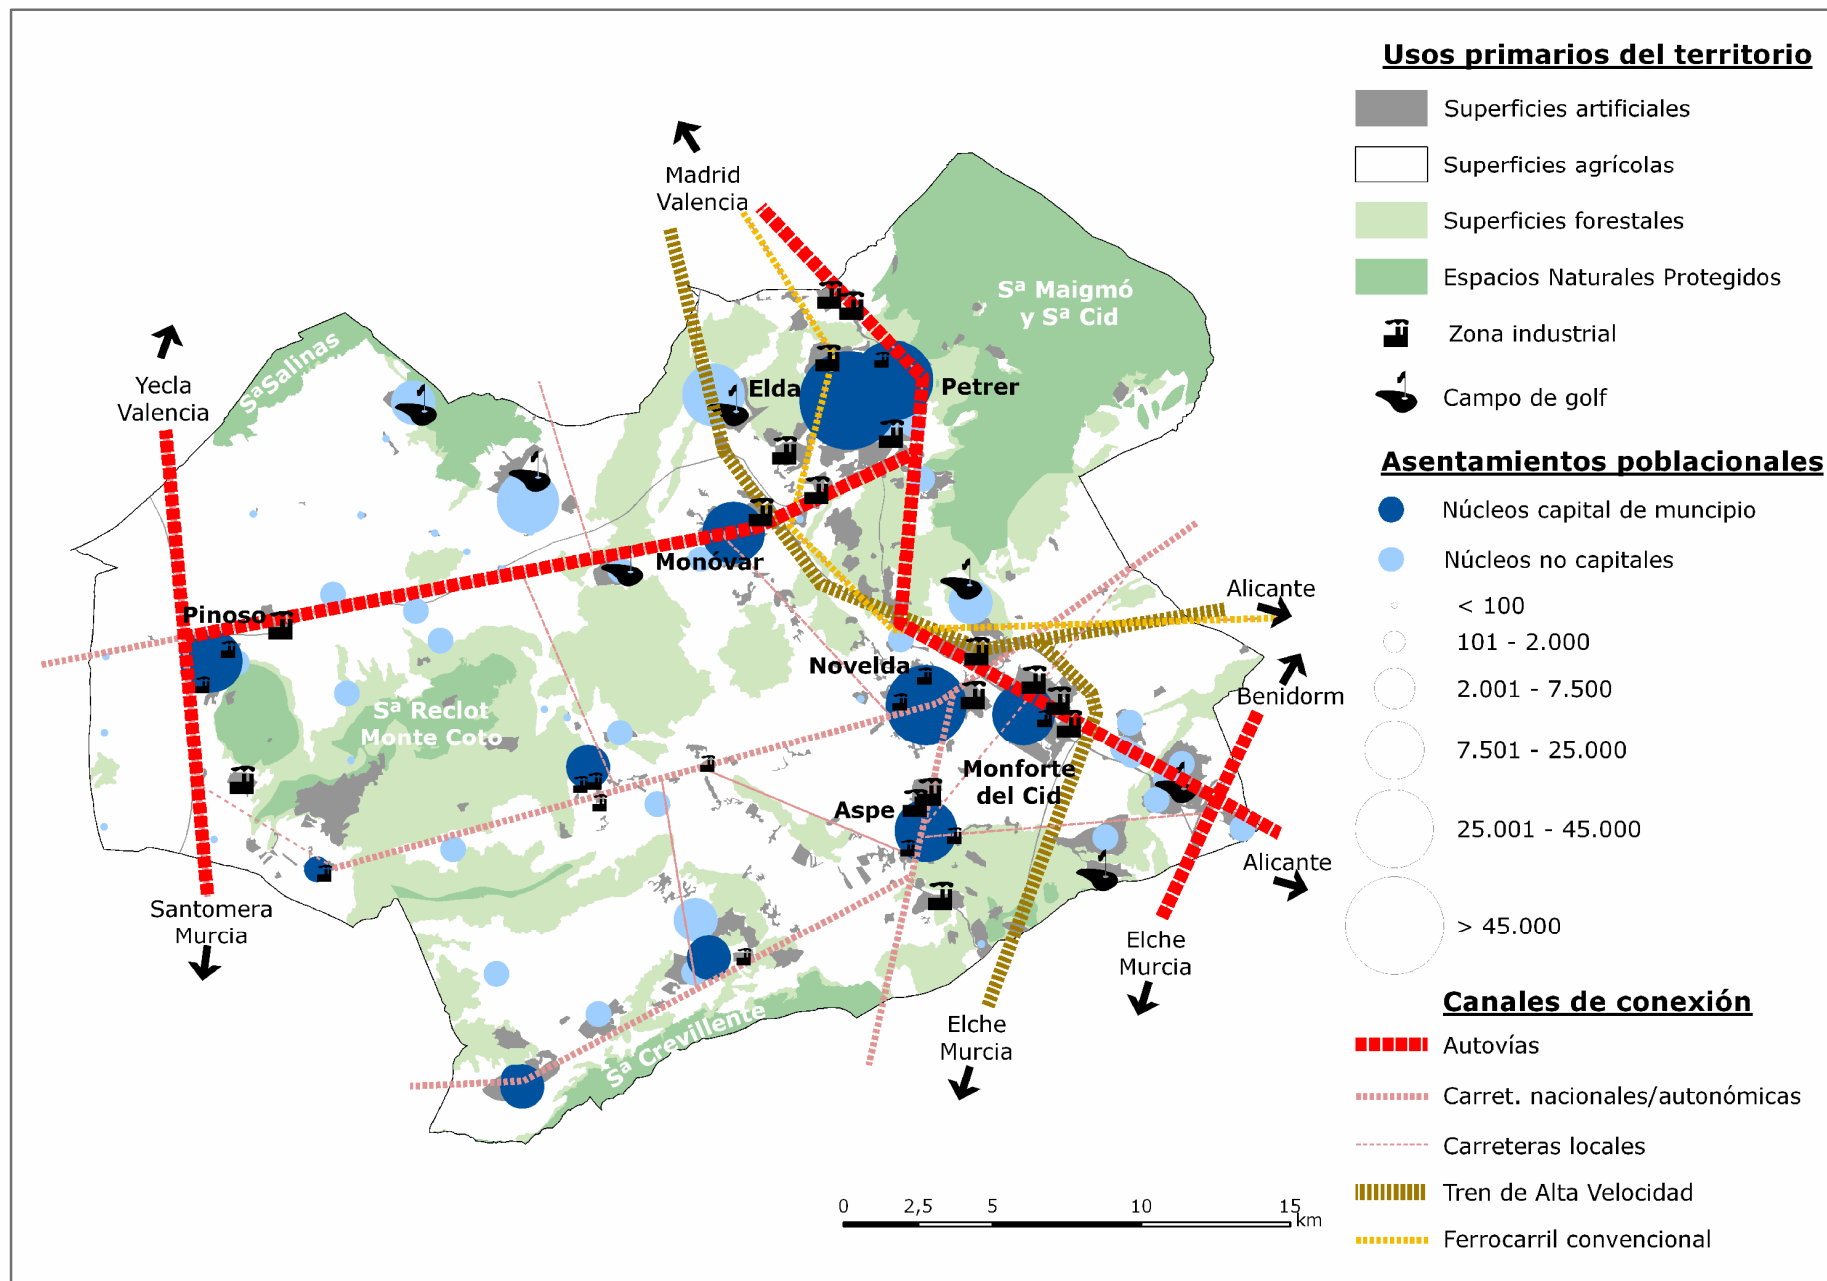 Madrid
Valencia
Sª Maigmó
y Sª Cid
SªSalinas
Yecla
Valencia
Elda
Petrer
Monóvar
Pinoso
Alicante
Benidorm
Novelda
Sª Reclot
Monte Coto
Monforte
del Cid
Aspe
Alicante
Santomera
Murcia
Elche
Murcia
Elche
Murcia
Sª Crevillente
0 2,5 5 10 15
km
Usos primarios del territorio
Superficies artificiales
Superficies agrícolas
Superficies forestales
Espacios Naturales Protegidos
Zona industrial
Campo de golf
Asentamientos poblacionales
Núcleos capital de muncipio
Núcleos no capitales
< 100
101 - 2.000
2.001 - 7.500
7.501 - 25.000
25.001 - 45.000
> 45.000
Canales de conexión
Autovías
Carret. nacionales/autonómicas
Carreteras locales
Tren de Alta Velocidad
Ferrocarril convencional